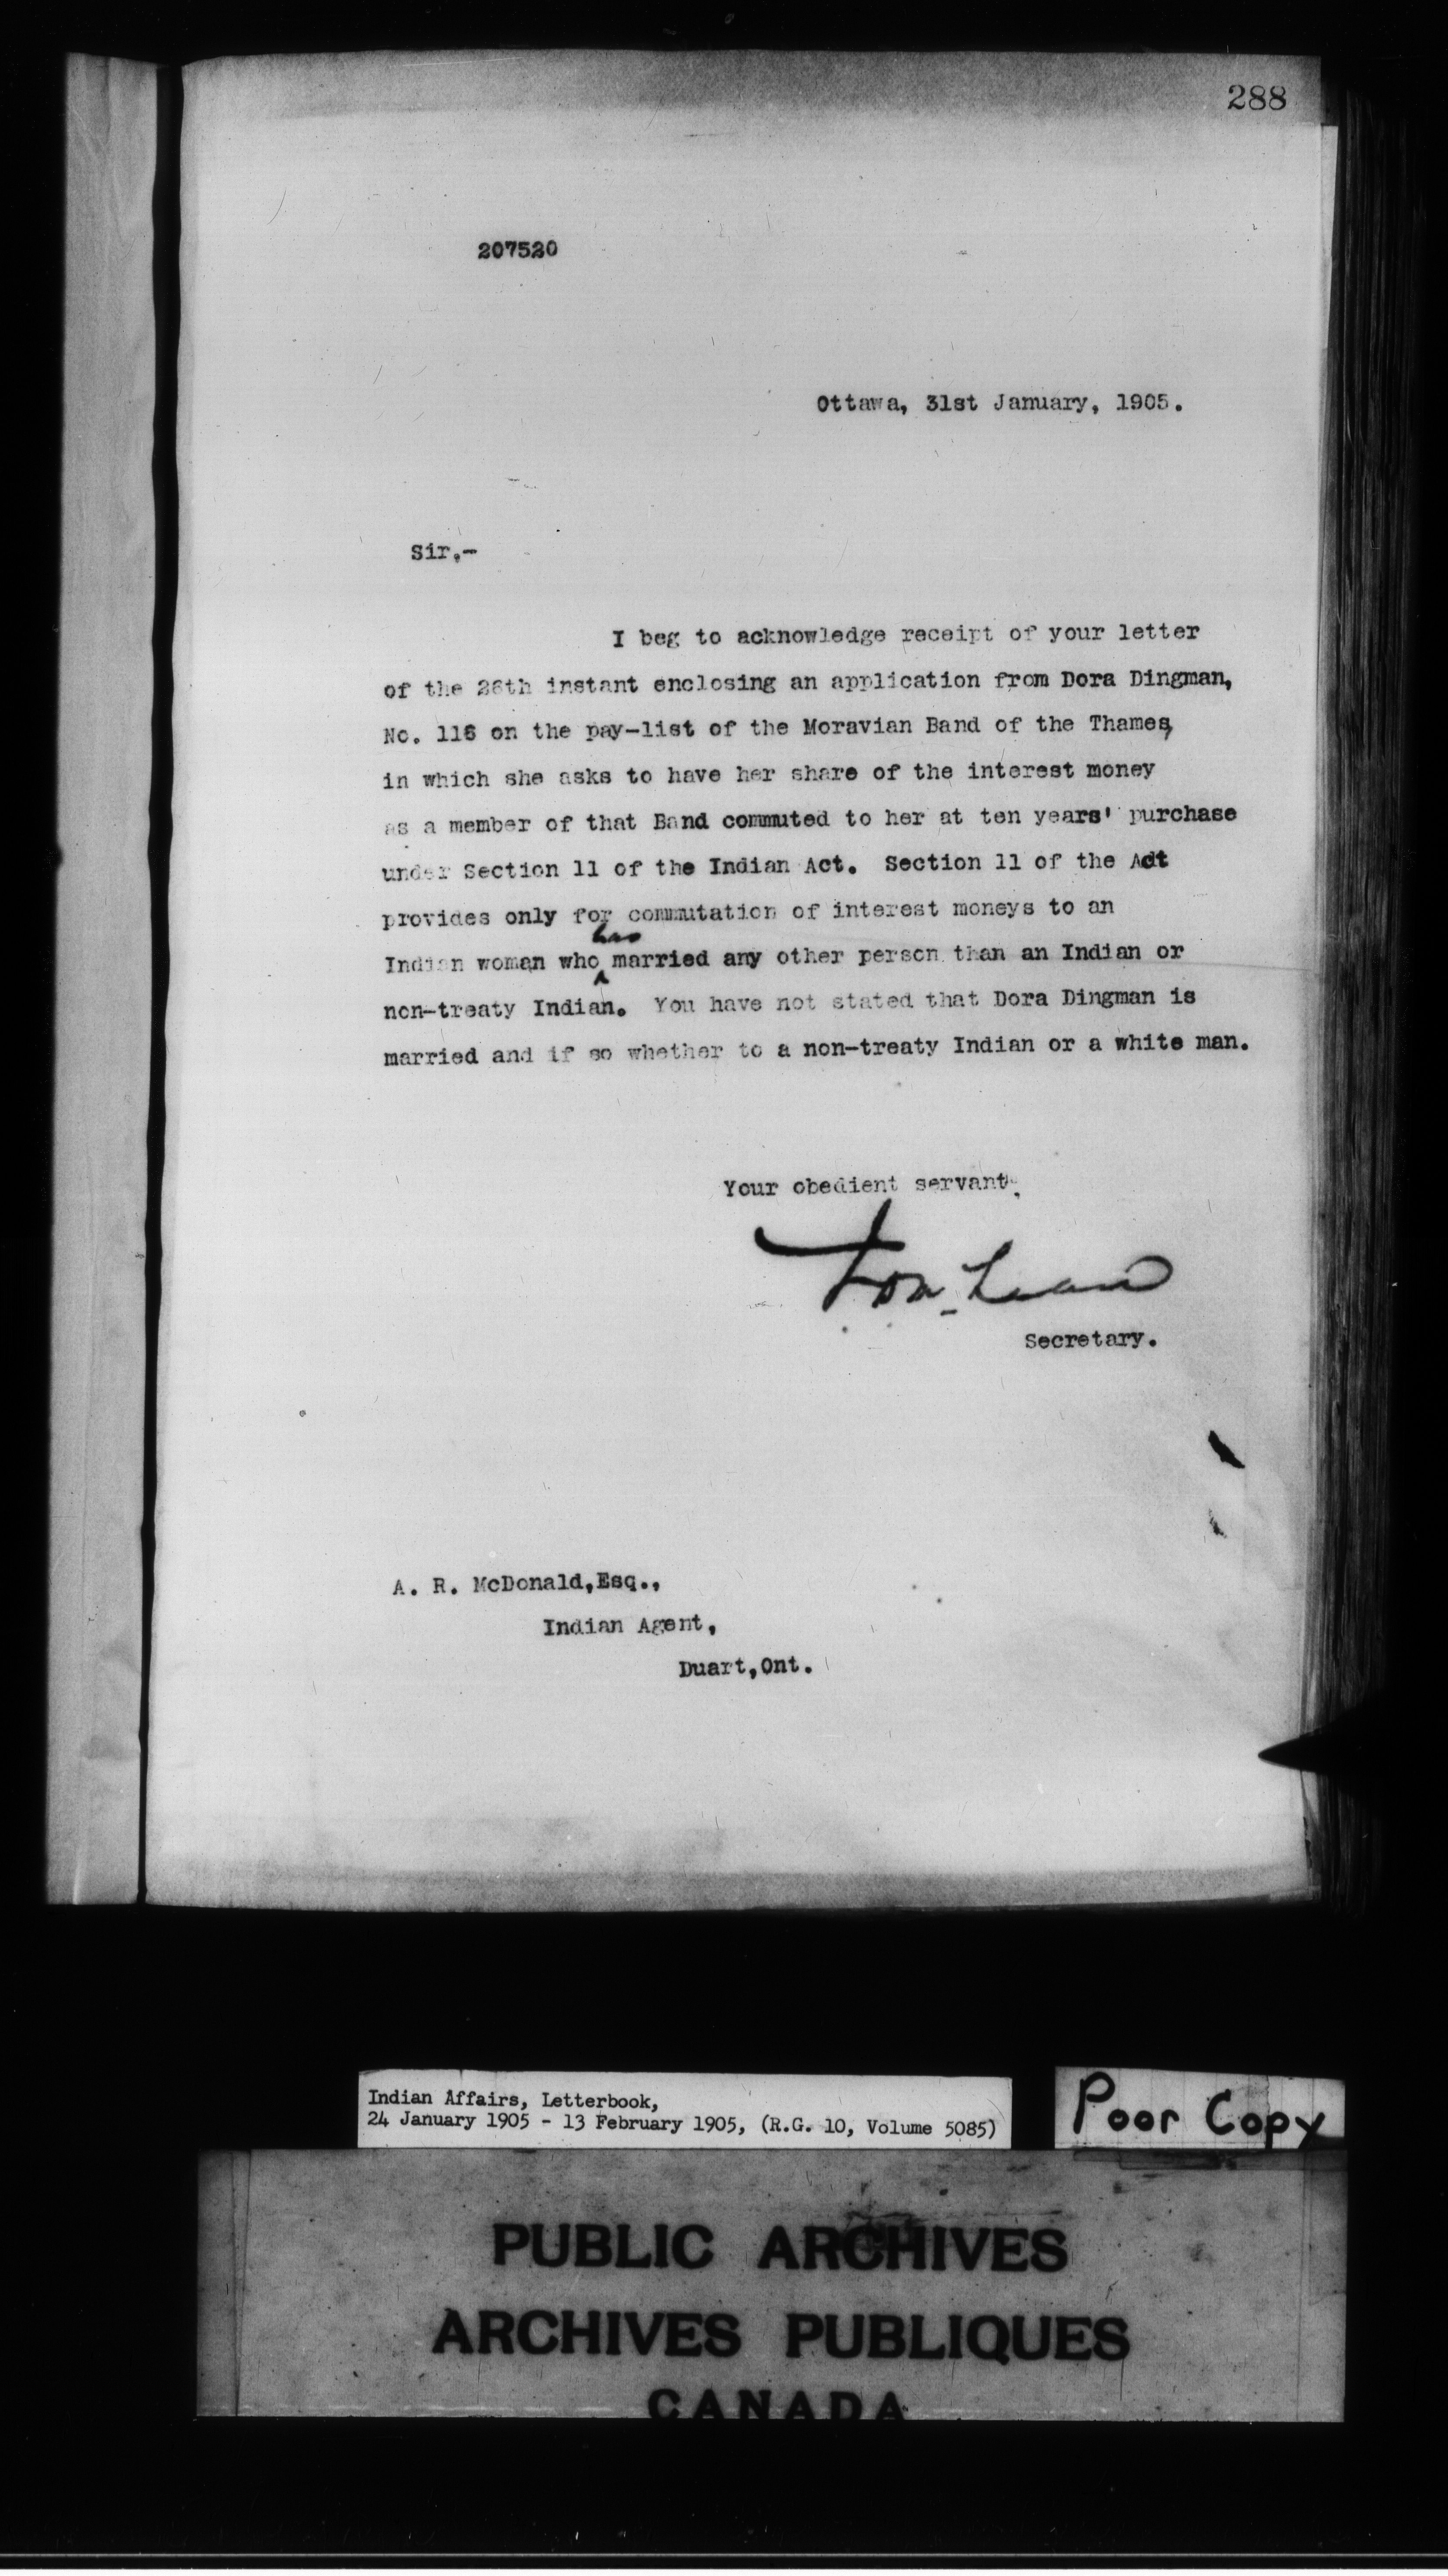 288
207520
Ottawa, 31st January, 1905.
Sir,-
I beg to acknowledge receipt of your letter
of the 26th instant enclosing an application from Dora Dingman,
No. 116 on the pay-list of the Moravian Band of the Thames,
in which she asks to have her share of the interest money
as a member of that Band commuted to her at ten years' purchase
under Section 11 of the Indian Act. Section 11 of the Act
provides only for commutation of interest moneys to an
Indian woman who has married any other person than an Indian or
non-treaty Indian. You have not stated that Dora Dingman is
married and if so whether to a non-treaty Indian or a white man.
Your obedient servant,
Secretary.
A. R. McDonald,Esq.,
Indian Agent,
Duart,Ont.
Indian Affairs, Letterbook,
24 January 1905 - 13 February 1905, (R.G. 10, Volume 5085)
Poor Copy
PUBLIC ARCHIVES
ARCHIVES PUBLIQUES
CANADA